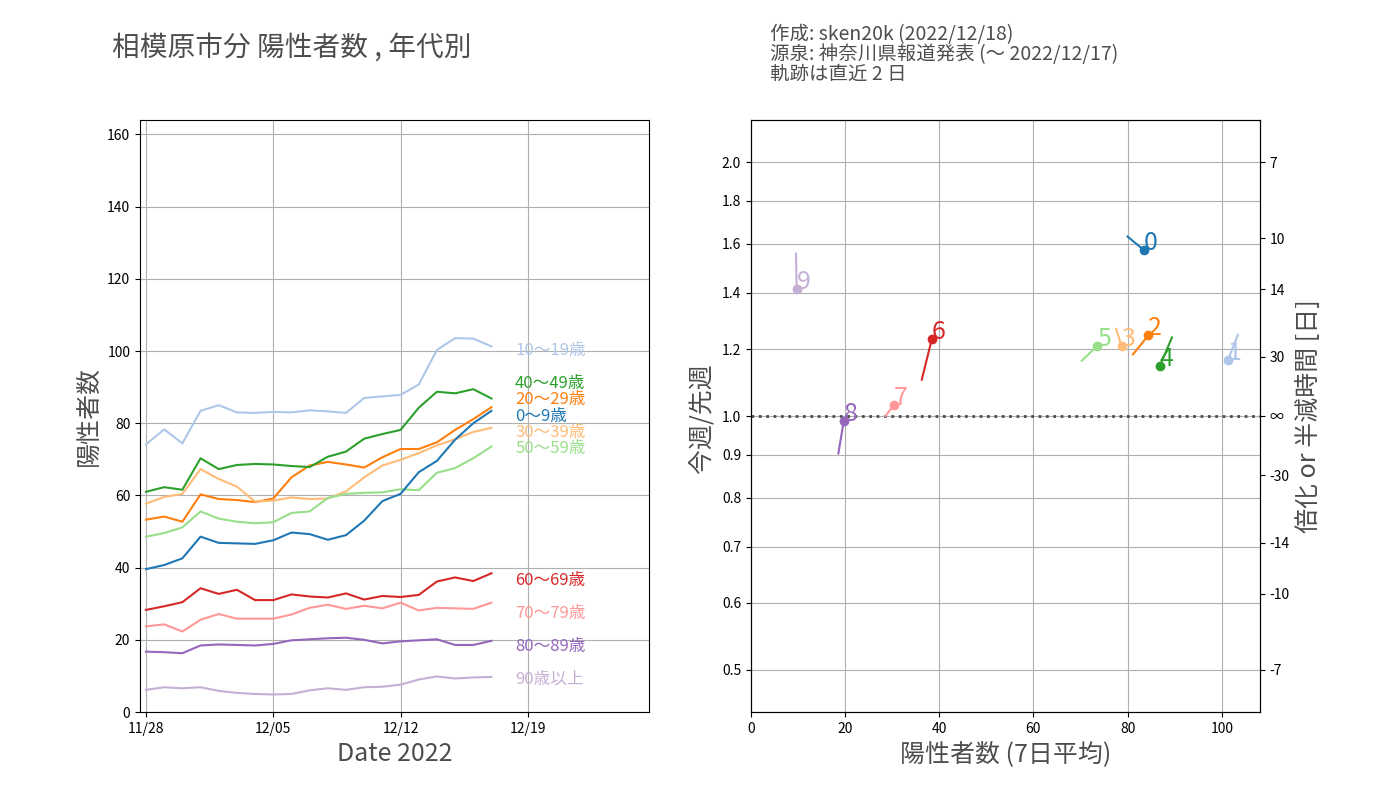 相模原市分 陽性者数 , 年代別
作成: sken20k (2022/12/18)
源泉: 神奈川県報道発表 (～ 2022/12/17)
軌跡は直近 2 日
陽性者数
160
140
120
100
80
60
40
20
0
10～19歳
40～49歳
20～29歳
0～9歳
30～39歳
50～59歳
60～69歳
70～79歳
80～89歳
90歳以上
11/28
12/05
12/12
12/19
Date 2022
今週/先週
2.0
1.8
1.6
1.4
1.2
1.0
0.9
0.8
0.7
0.6
0.5
9
8
7
6
5
3
2
0
4
1
7
10
14
30
∞
-30
-14
-10
-7
倍化 or 半減時間 [日]
0
20
40
60
80
100
陽性者数 (7日平均)